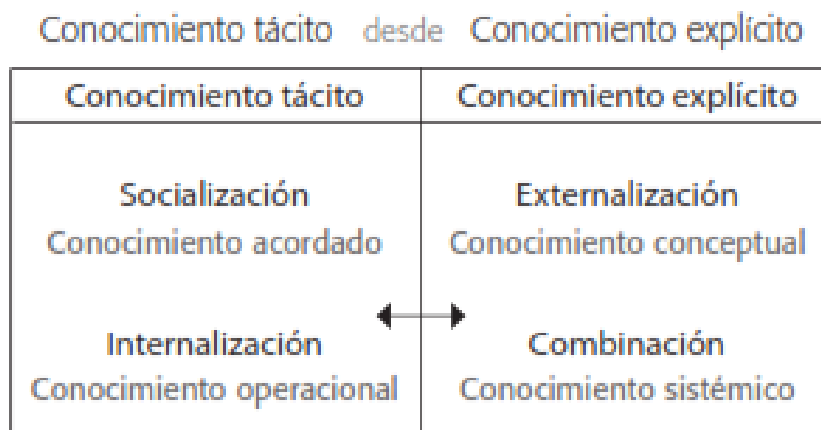 Conocimiento tácito desde Conocimiento explícito
Conocimiento tácito Conocimiento explícito
Socialización Externalización
Conocimiento acordado Conocimiento conceptual
Internalización Combinación
Conocimiento operacional Conocimiento sistémico